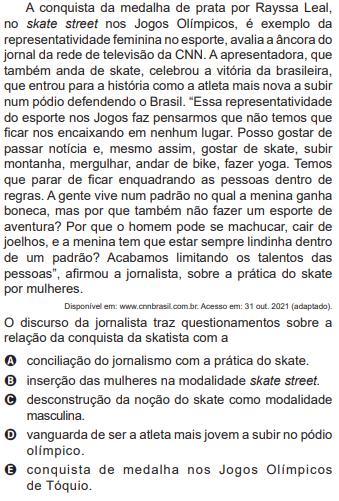 A conquista da medalha de prata por Rayssa Leal,
no skate street nos Jogos Olímpicos, é exemplo da
representatividade feminina no esporte, avalia a âncora do
jornal da rede de televisão da CNN. A apresentadora, que
também anda de skate, celebrou a vitória da brasileira,
que entrou para a história como a atleta mais nova a subir
num pódio defendendo o Brasil. “Essa representatividade
do esporte nos Jogos faz pensarmos que não temos que
ficar nos encaixando em nenhum lugar. Posso gostar de
passar notícia e, mesmo assim, gostar de skate, subir
montanha, mergulhar, andar de bike, fazer yoga. Temos
que parar de ficar enquadrando as pessoas dentro de
regras. A gente vive num padrão no qual a menina ganha
boneca, mas por que também não fazer um esporte de
aventura? Por que o homem pode se machucar, cair de
joelhos, e a menina tem que estar sempre lindinha dentro
de um padrão? Acabamos limitando os talentos das
pessoas”, afirmou a jornalista, sobre a prática do skate
por mulheres.
Disponível em: www.cnnbrasil.com.br. Acesso em: 31 out. 2021 (adaptado).
O discurso da jornalista traz questionamentos sobre a
relação da conquista da skatista com a
A conciliação do jornalismo com a prática do skate.
B inserção das mulheres na modalidade skate street.
C desconstrução da noção do skate como modalidade
masculina.
D vanguarda de ser a atleta mais jovem a subir no pódio
olímpico.
E conquista de medalha nos Jogos Olímpicos
de Tóquio.